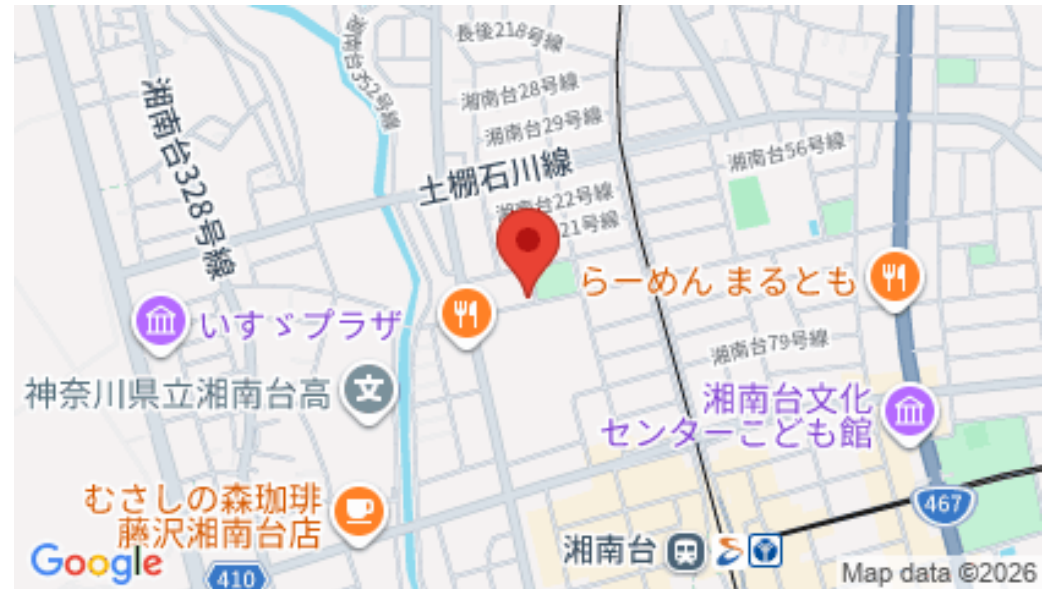 長後218号線
湘南台352号線
湘南台28号線
湘南台29号線
湘南台56号線
湘南台328号線
土棚石川線
湘南台22号線
21号線
らーめん まるとも
いすゞプラザ
湘南台79号線
神奈川県立湘南台高
文
湘南台文化
センターこども館
むさしの森珈琲
藤沢湘南台店
467
湘南台
Google
410
Map data ©2026